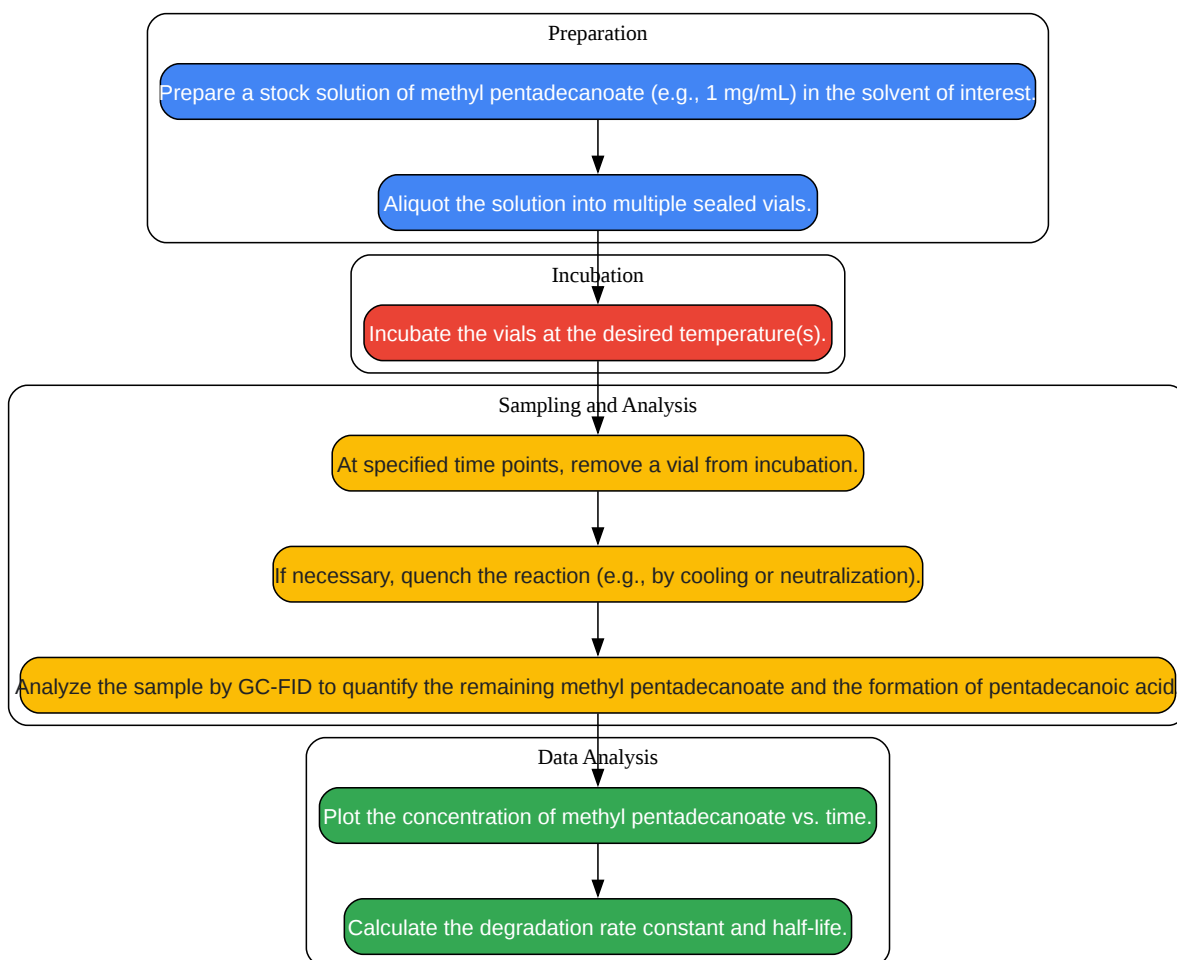 Preparation
Prepare a stock solution of methyl pentadecanoate (e.g., 1 mg/mL) in the solvent of interest.
Aliquot the solution into multiple sealed vials.
Incubation
Incubate the vials at the desired temperature(s).
Sampling and Analysis
At specified time points, remove a vial from incubation.
If necessary, quench the reaction (e.g., by cooling or neutralization).
Analyze the sample by GC-FID to quantify the remaining methyl pentadecanoate and the formation of pentadecanoic acid.
Data Analysis
Plot the concentration of methyl pentadecanoate vs. time.
Calculate the degradation rate constant and half-life.